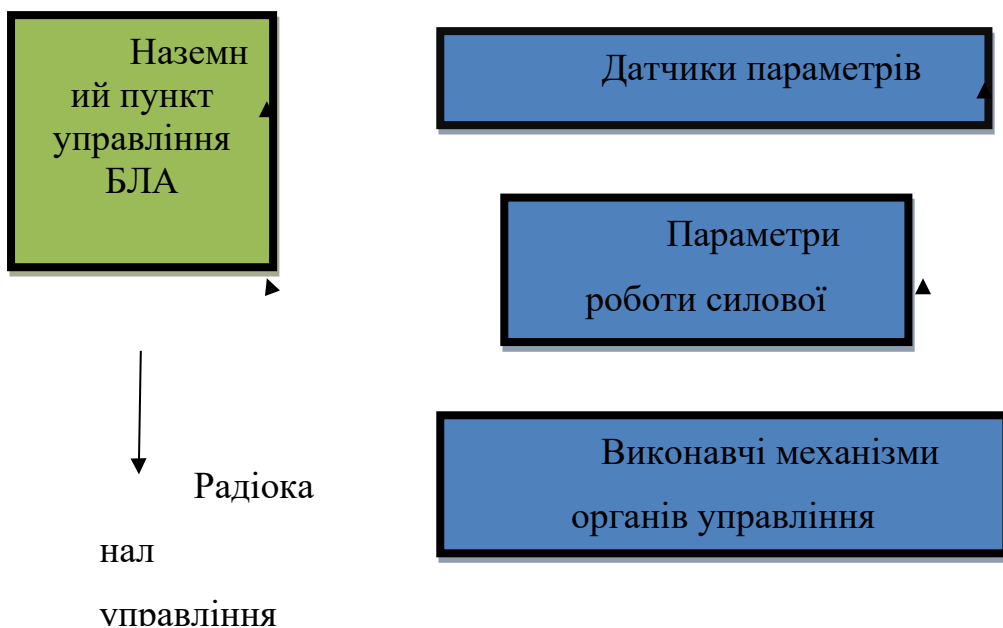 Наземн
ий пункт
управління
БЛА
Датчики параметрів
Параметри
роботи силової
Виконавчі механізми
органів управління
Радіока
нал
управління